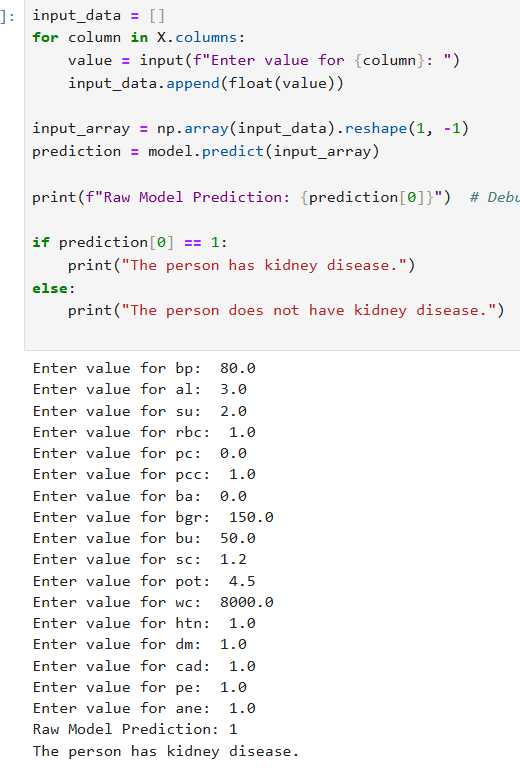 ]: input_data = []
for column in X.columns:
    value = input(f"Enter value for {column}: ")
    input_data.append(float(value))
input_array = np.array(input_data).reshape(1, -1)
prediction = model.predict(input_array)
print(f"Raw Model Prediction: {prediction[0]}")  # Debu
if prediction[0] == 1:
    print("The person has kidney disease.")
else:
    print("The person does not have kidney disease.")
Enter value for bp:  80.0
Enter value for al:  3.0
Enter value for su:  2.0
Enter value for rbc:  1.0
Enter value for pc:  0.0
Enter value for pcc:  1.0
Enter value for ba:  0.0
Enter value for bgr:  150.0
Enter value for bu:  50.0
Enter value for sc:  1.2
Enter value for pot:  4.5
Enter value for wc:  8000.0
Enter value for htn:  1.0
Enter value for dm:  1.0
Enter value for cad:  1.0
Enter value for pe:  1.0
Enter value for ane:  1.0
Raw Model Prediction: 1
The person has kidney disease.